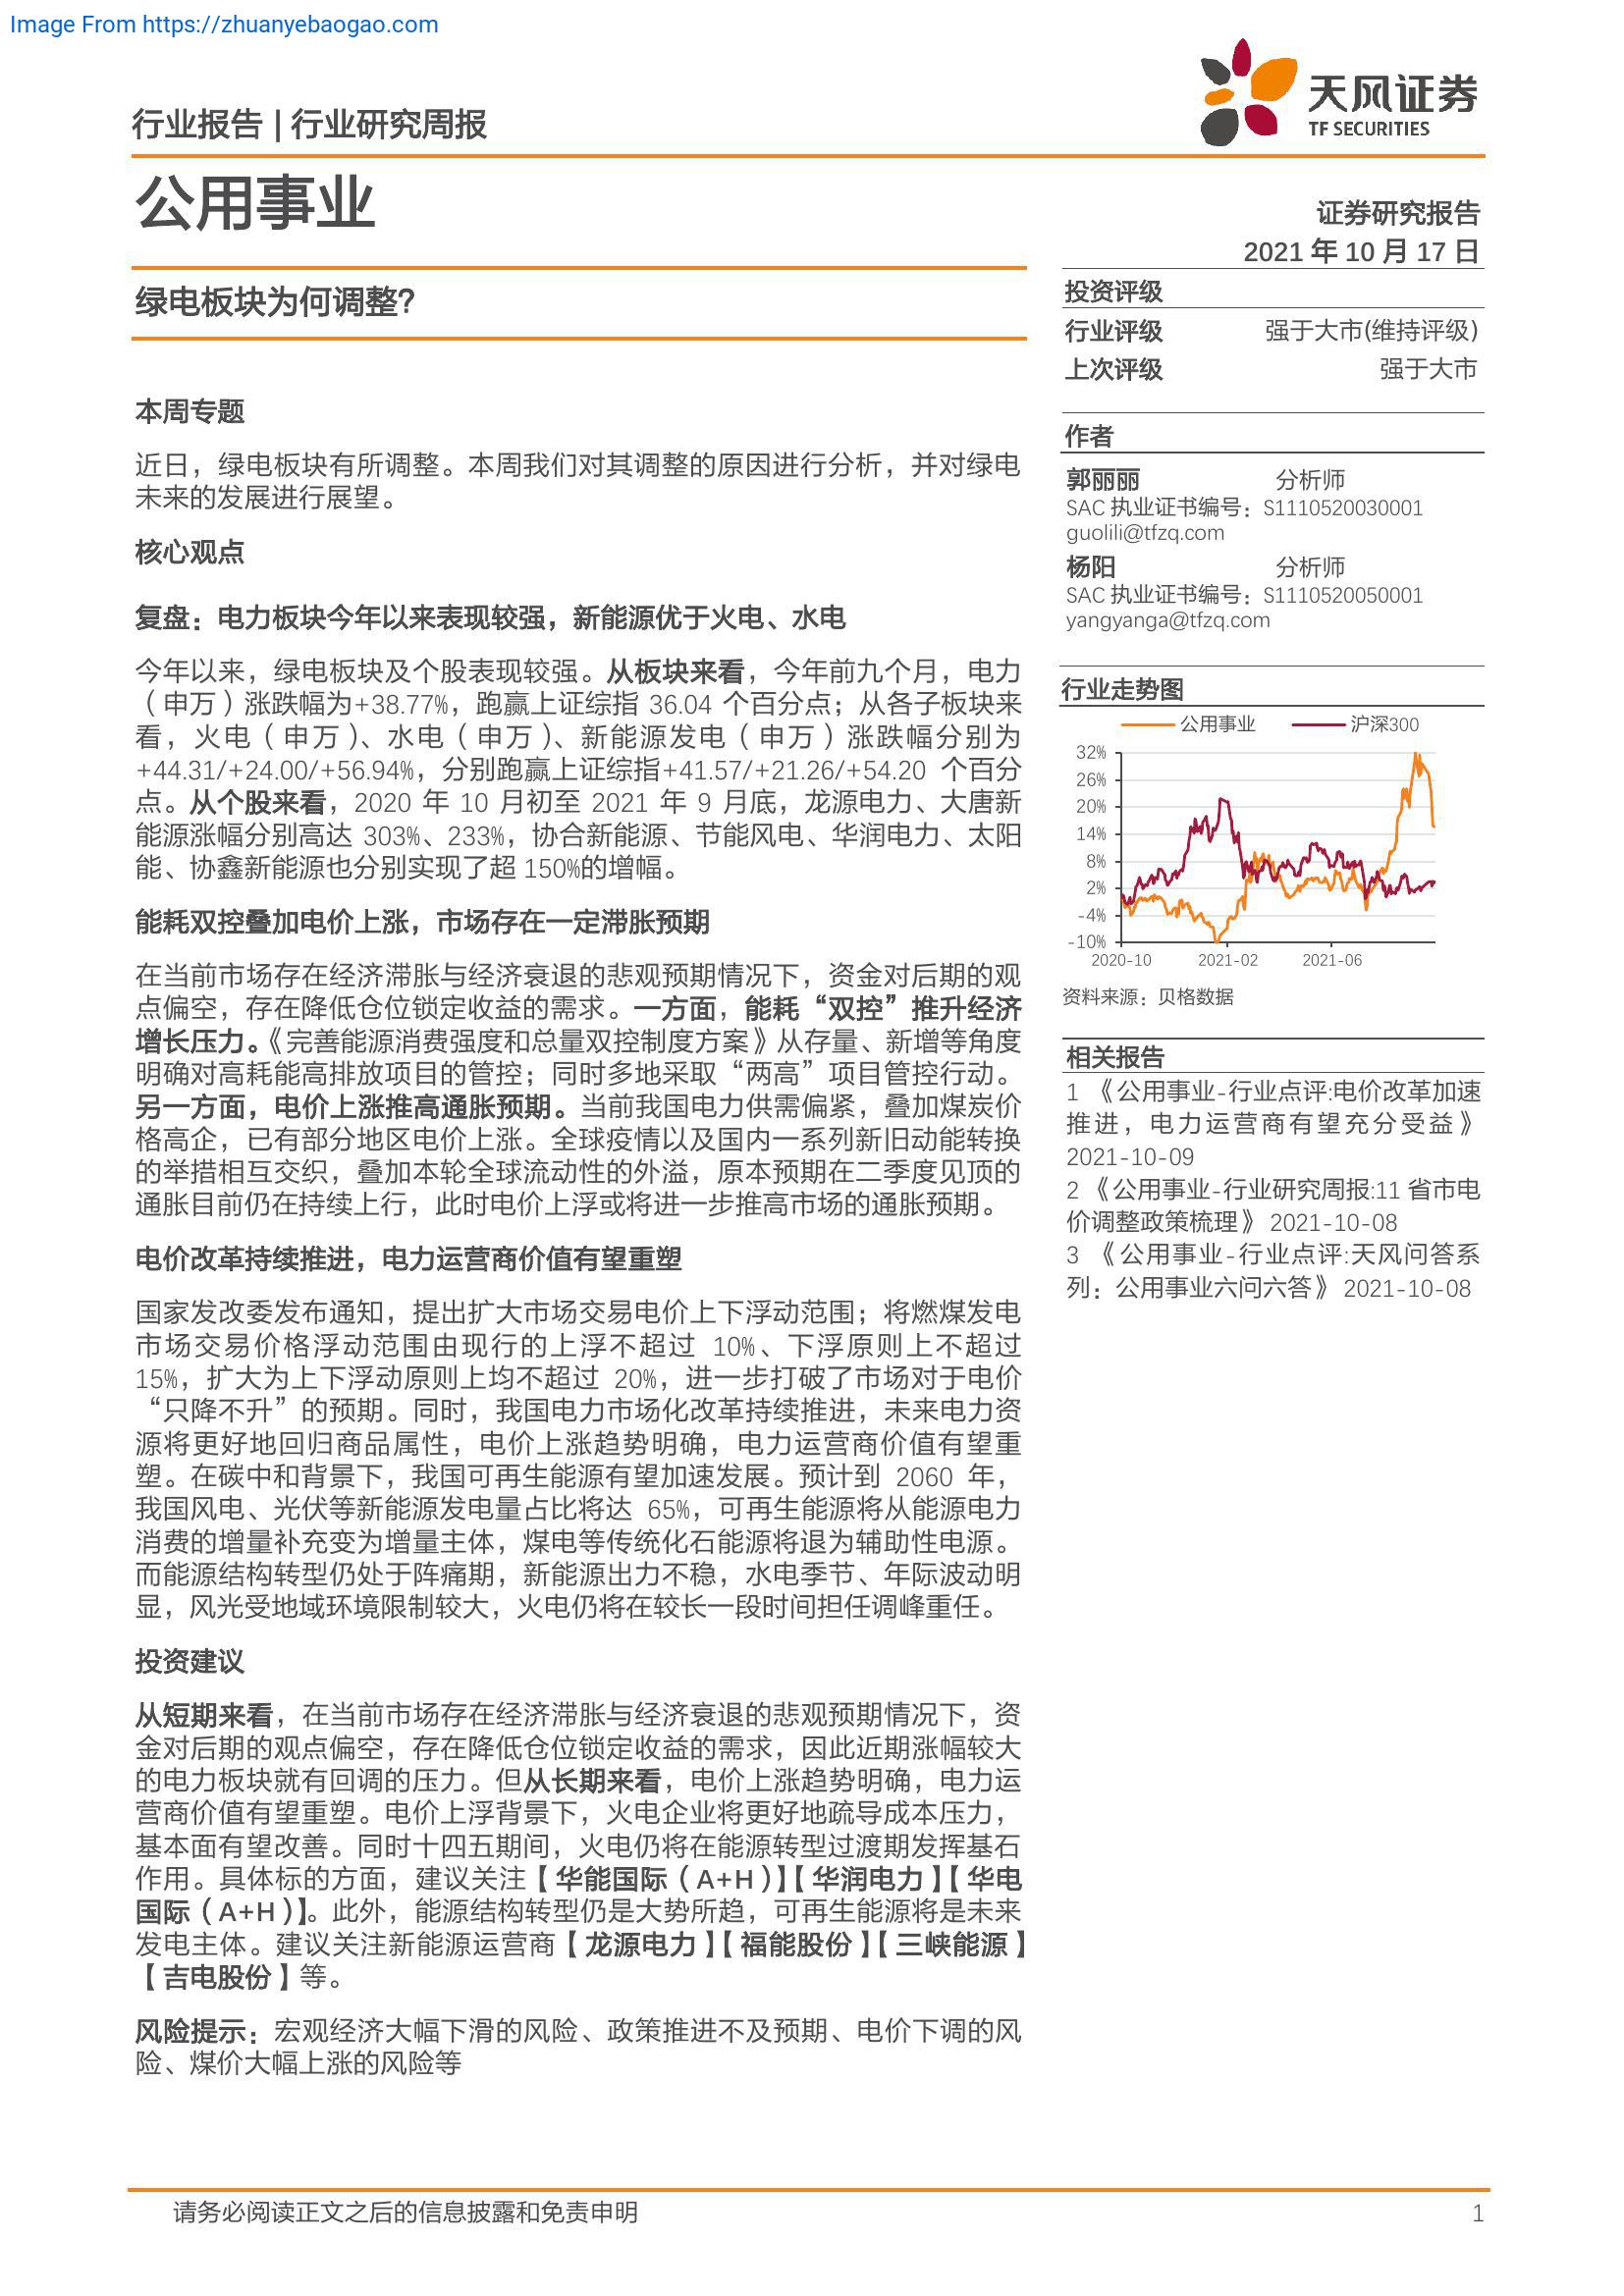 Image From https://zhuanyebaogao.com
行业报告 | 行业研究周报
天风证券
TF SECURITIES
公用事业
证券研究报告
2021 年 10 月 17 日
绿电板块为何调整？
投资评级
行业评级 强于大市(维持评级)
上次评级 强于大市
本周专题
近日，绿电板块有所调整。本周我们对其调整的原因进行分析，并对绿电
未来的发展进行展望。
核心观点
复盘：电力板块今年以来表现较强，新能源优于火电、水电
今年以来，绿电板块及个股表现较强。从板块来看，今年前九个月，电力
（申万）涨跌幅为+38.77%，跑赢上证综指 36.04 个百分点；从各子板块来
看，火电（申万）、水电（申万）、新能源发电（申万）涨跌幅分别为
+44.31/+24.00/+56.94%，分别跑赢上证综指+41.57/+21.26/+54.20 个百分
点。从个股来看，2020 年 10 月初至 2021 年 9 月底，龙源电力、大唐新
能源涨幅分别高达 303%、233%，协合新能源、节能风电、华润电力、太阳
能、协鑫新能源也分别实现了超 150%的增幅。
能耗双控叠加电价上涨，市场存在一定滞胀预期
在当前市场存在经济滞胀与经济衰退的悲观预期情况下，资金对后期的观
点偏空，存在降低仓位锁定收益的需求。一方面，能耗“双控”推升经济
增长压力。《完善能源消费强度和总量双控制度方案》从存量、新增等角度
明确对高耗能高排放项目的管控；同时多地采取“两高”项目管控行动。
另一方面，电价上涨推高通胀预期。当前我国电力供需偏紧，叠加煤炭价
格高企，已有部分地区电价上涨。全球疫情以及国内一系列新旧动能转换
的举措相互交织，叠加本轮全球流动性的外溢，原本预期在二季度见顶的
通胀目前仍在持续上行，此时电价上浮或将进一步推高市场的通胀预期。
电价改革持续推进，电力运营商价值有望重塑
国家发改委发布通知，提出扩大市场交易电价上下浮动范围；将燃煤发电
市场交易价格浮动范围由现行的上浮不超过 10%、下浮原则上不超过
15%，扩大为上下浮动原则上均不超过 20%，进一步打破了市场对于电价
“只降不升”的预期。同时，我国电力市场化改革持续推进，未来电力资
源将更好地回归商品属性，电价上涨趋势明确，电力运营商价值有望重
塑。在碳中和背景下，我国可再生能源有望加速发展。预计到 2060 年，
我国风电、光伏等新能源发电量占比将达 65%，可再生能源将从能源电力
消费的增量补充变为增量主体，煤电等传统化石能源将退为辅助性电源。
而能源结构转型仍处于阵痛期，新能源出力不稳，水电季节、年际波动明
显，风光受地域环境限制较大，火电仍将在较长一段时间担任调峰重任。
投资建议
从短期来看，在当前市场存在经济滞胀与经济衰退的悲观预期情况下，资
金对后期的观点偏空，存在降低仓位锁定收益的需求，因此近期涨幅较大
的电力板块就有回调的压力。但从长期来看，电价上涨趋势明确，电力运
营商价值有望重塑。电价上浮背景下，火电企业将更好地疏导成本压力，
基本面有望改善。同时十四五期间，火电仍将在能源转型过渡期发挥基石
作用。具体标的方面，建议关注【华能国际（A+H）】【华润电力】【华电
国际（A+H）】。此外，能源结构转型仍是大势所趋，可再生能源将是未来
发电主体。建议关注新能源运营商【龙源电力】【福能股份】【三峡能源】
【吉电股份】等。
风险提示：宏观经济大幅下滑的风险、政策推进不及预期、电价下调的风
险、煤价大幅上涨的风险等
作者
郭丽丽 分析师
SAC 执业证书编号：S1110520030001
guolili@tfzq.com
杨阳 分析师
SAC 执业证书编号：S1110520050001
yangyanga@tfzq.com
行业走势图
公用事业 沪深300
32%
26%
20%
14%
8%
2%
-4%
-10%
2020-10 2021-02 2021-06
资料来源：贝格数据
相关报告
1 《公用事业-行业点评:电价改革加速
推进，电力运营商有望充分受益》
2021-10-09
2 《公用事业-行业研究周报:11 省市电
价调整政策梳理》 2021-10-08
3 《公用事业-行业点评:天风问答系
列：公用事业六问六答》 2021-10-08
请务必阅读正文之后的信息披露和免责申明 1